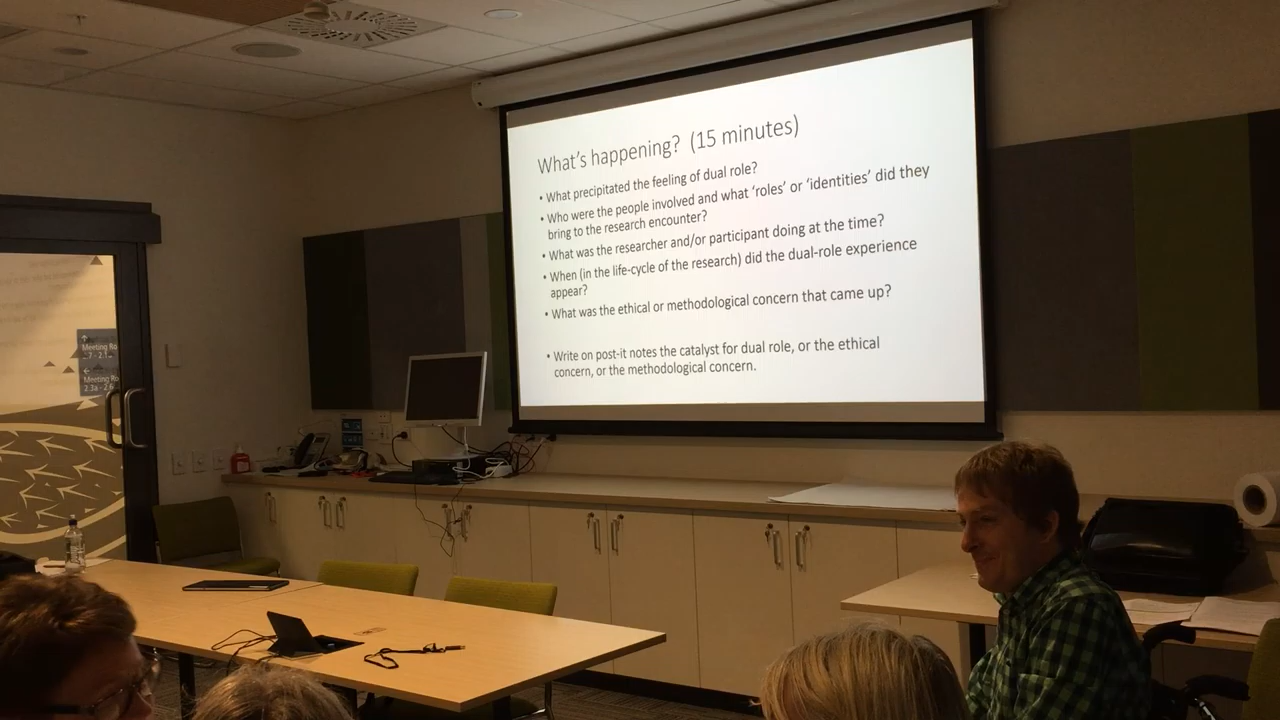 What's happening? (15 minutes)
• What precipitated the feeling of dual role?
• Who were the people involved and what 'roles' or 'identities' did they
bring to the research encounter?
• What was the researcher and/or participant doing at the time?
• When (in the life-cycle of the research) did the dual-role experience
appear?
• What was the ethical or methodological concern that came up?
• Write on post-it notes the catalyst for dual role, or the ethical
concern, or the methodological concern.
Meeting Ro
Meeting Ro